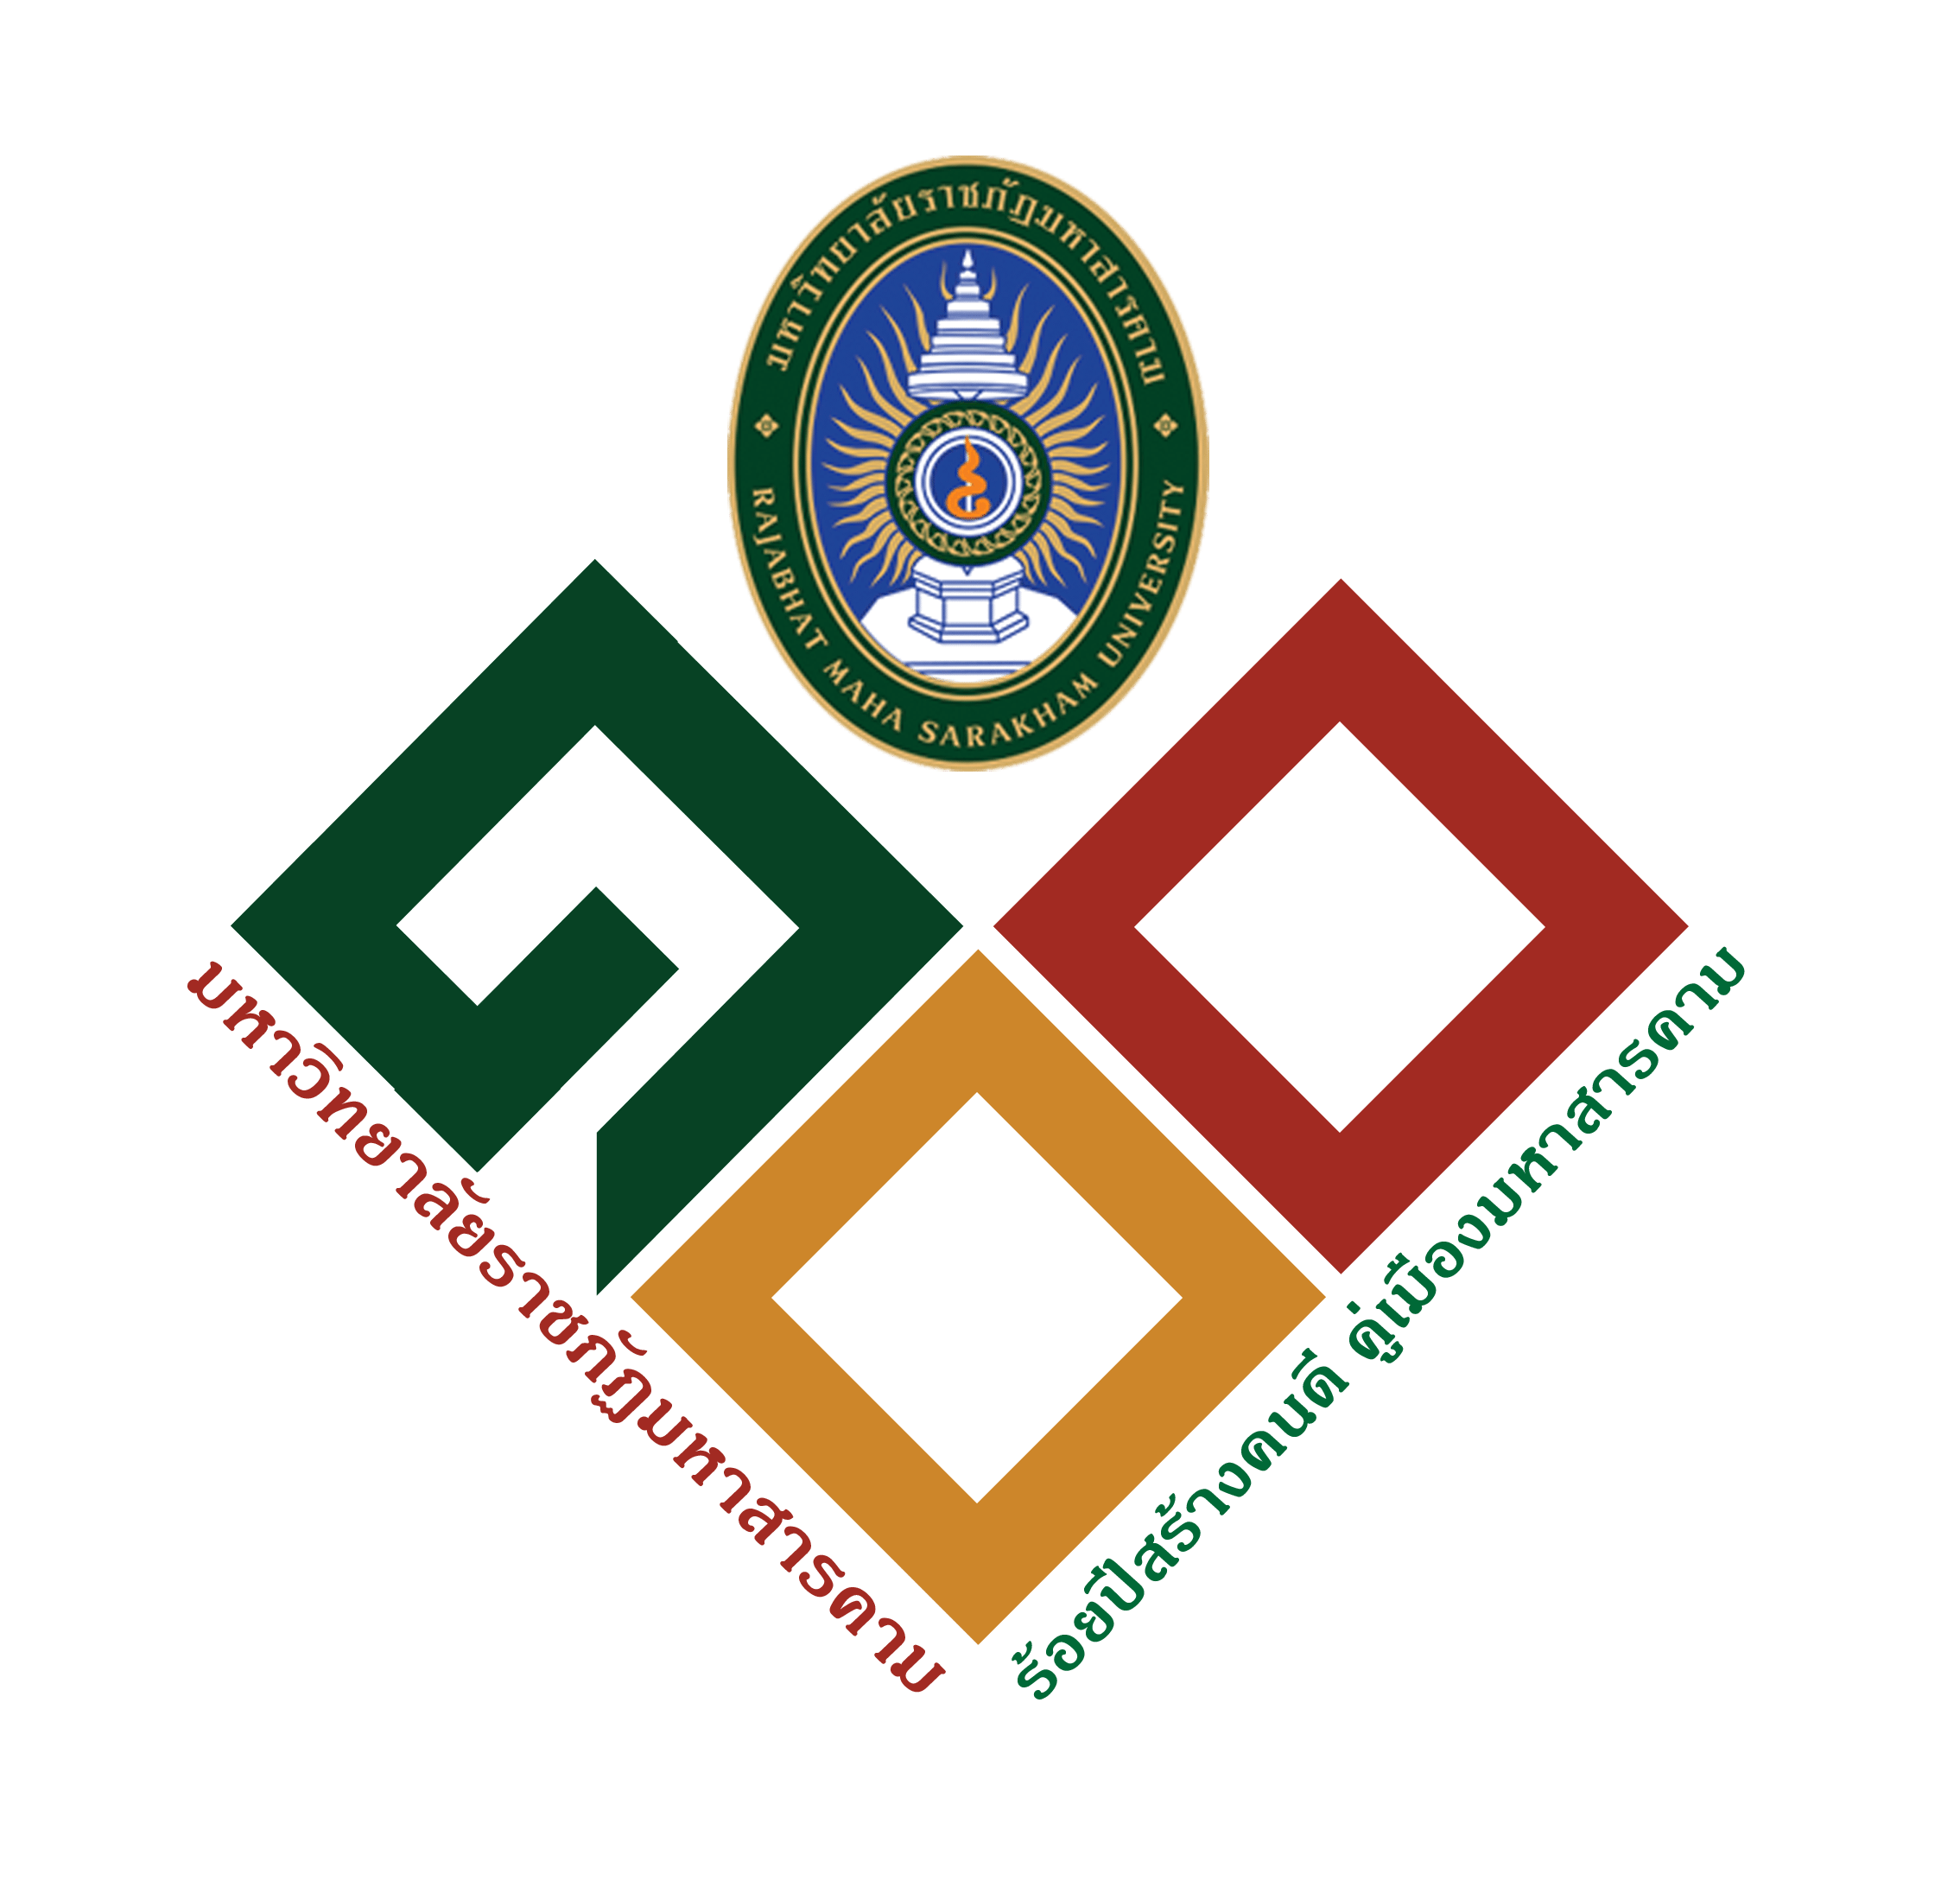 มหาวิทยาลัยราชภัฏมหาสารคาม
RAJABHAT MAHA SARAKHAM UNIVERSITY
มหาวิทยาลัยราชภัฏมหาสารคาม
ร้อยปีสร้างคนดี คู่เมืองมหาสารคาม